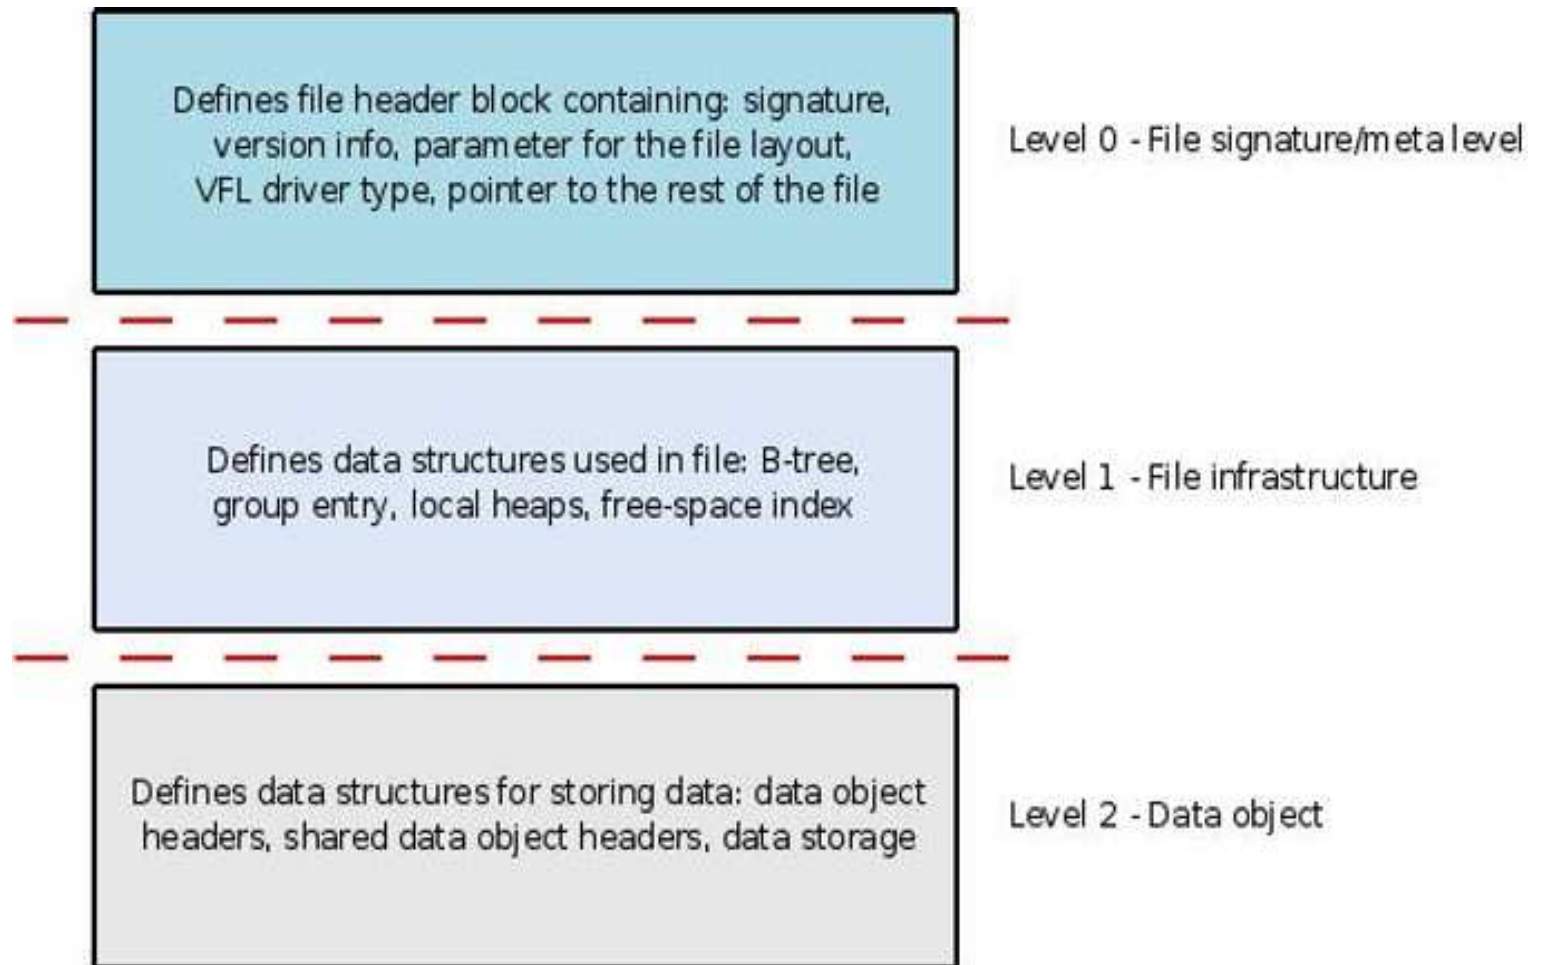 Defines file header block containing: signature,
version info, parameter for the file layout,
VFL driver type, pointer to the rest of the file
Level 0 - File signature/meta level
Defines data structures used in file: B-tree,
group entry, local heaps, free-space index
Level 1 - File infrastructure
Defines data structures for storing data: data object
headers, shared data object headers, data storage
Level 2 - Data object